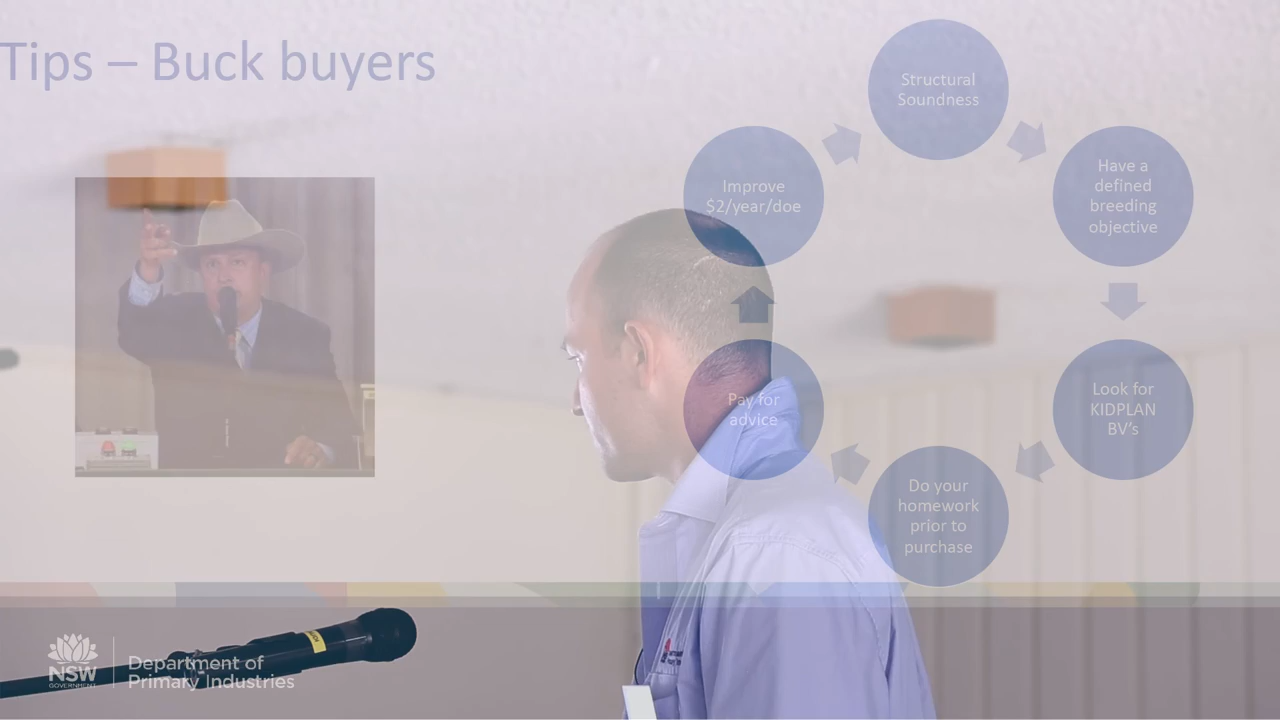 Tips – Buck buyers
Structural
Soundness
Have a
defined
breeding
objective
Look for
KIDPLAN
BV's
Do your
homework
prior to
purchase
Pay for
advice
Improve
$2/year/doe
NSW
GOVERNMENT
Department of
Primary Industries